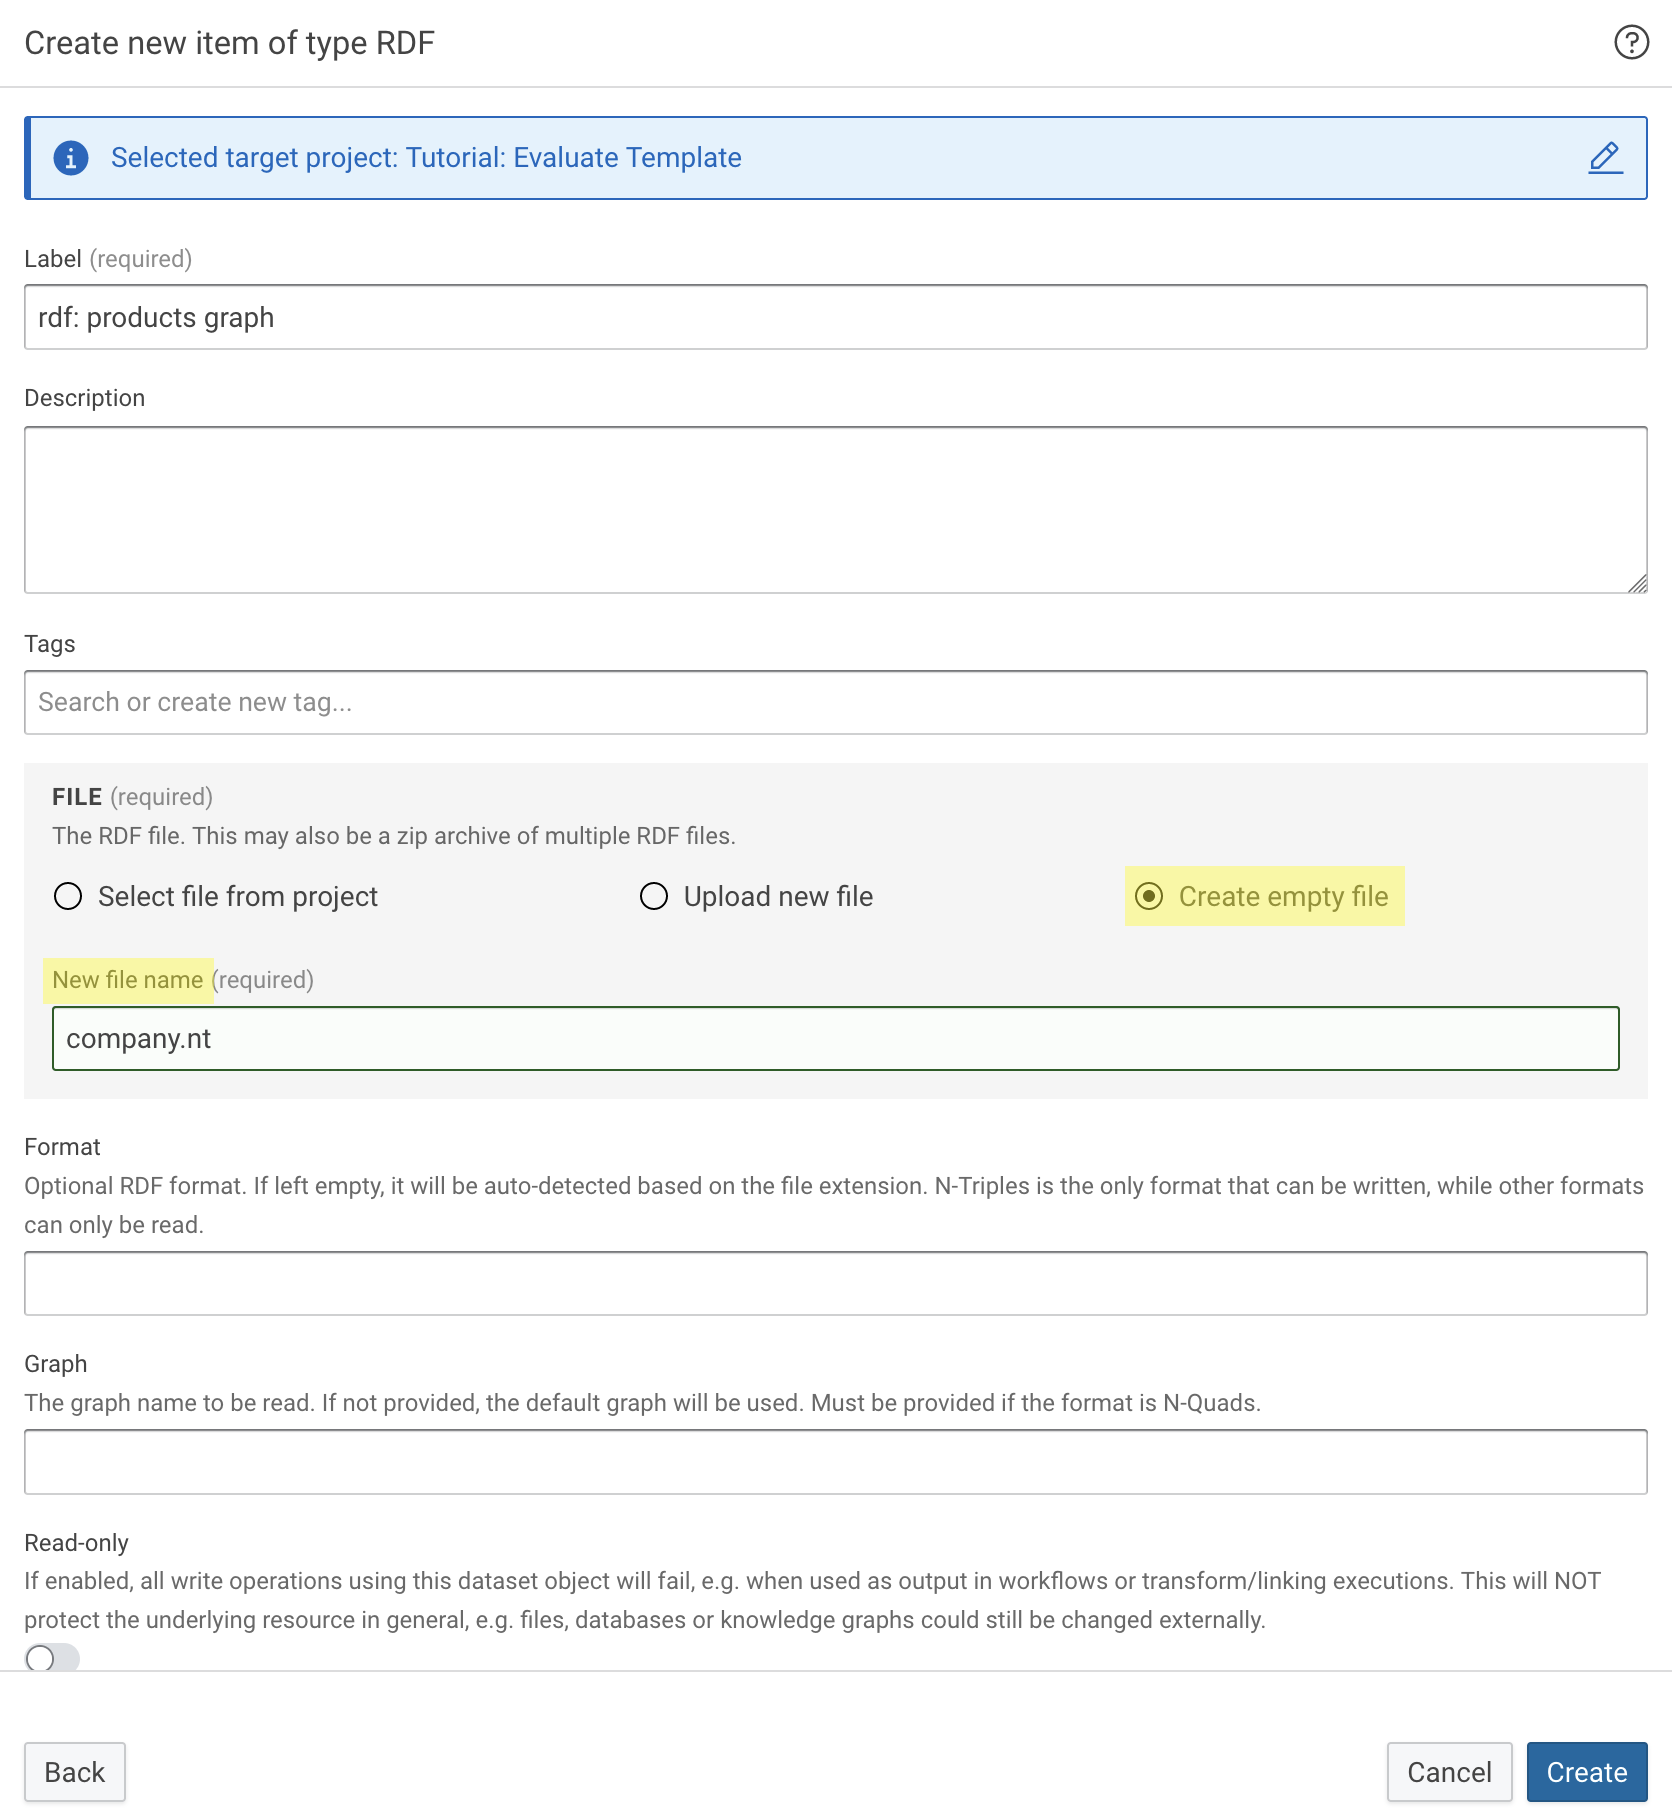 Create new item of type RDF
Selected target project: Tutorial: Evaluate Template
Label (required)
rdf: products graph
Description
Tags
Search or create new tag...
FILE (required)
The RDF file. This may also be a zip archive of multiple RDF files.
Select file from project
Upload new file
Create empty file
New file name (required)
company.nt
Format
Optional RDF format. If left empty, it will be auto-detected based on the file extension. N-Triples is the only format that can be written, while other formats
can only be read.
Graph
The graph name to be read. If not provided, the default graph will be used. Must be provided if the format is N-Quads.
Read-only
If enabled, all write operations using this dataset object will fail, e.g. when used as output in workflows or transform/linking executions. This will NOT
protect the underlying resource in general, e.g. files, databases or knowledge graphs could still be changed externally.
Back
Cancel
Create